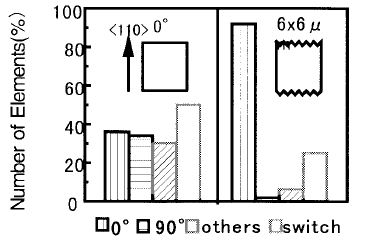 Number of Elements(%)
100
80
60
40
20
0
<110> 0°
6x6 μ
0° 90° others switch